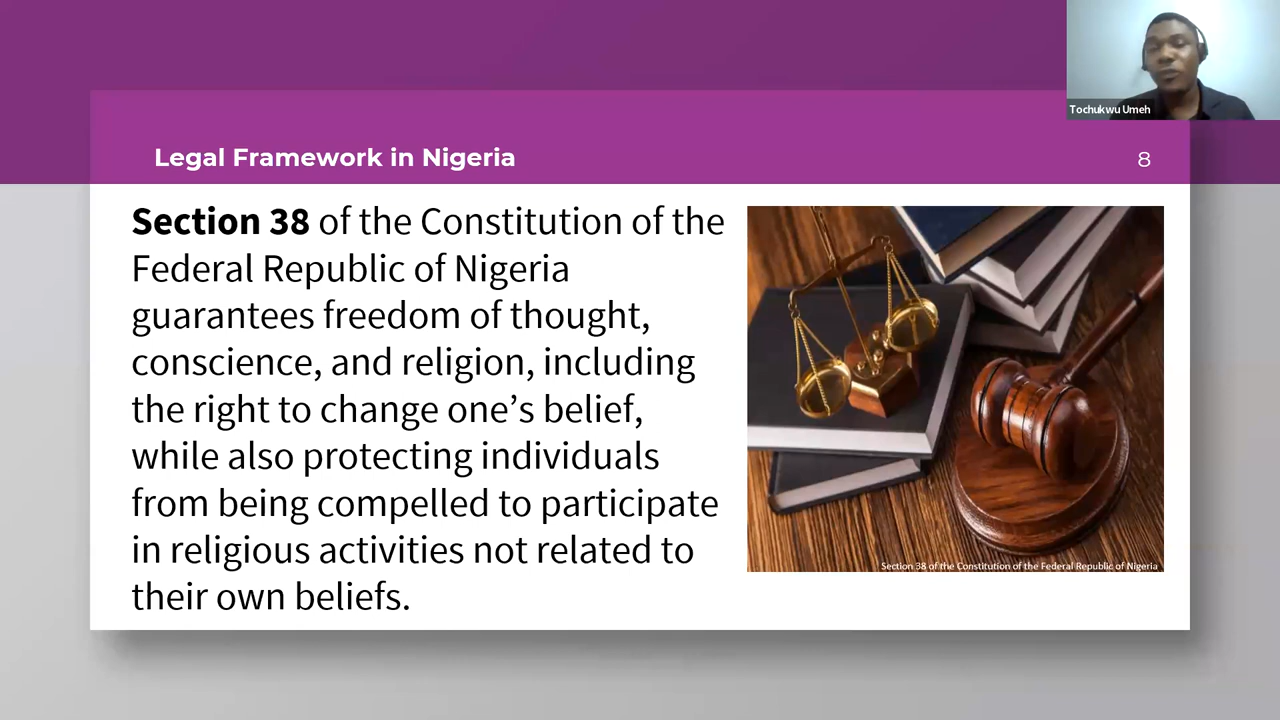 Tochukwu Umeh
Legal Framework in Nigeria
8
Section 38 of the Constitution of the
Federal Republic of Nigeria
guarantees freedom of thought,
conscience, and religion, including
the right to change one’s belief,
while also protecting individuals
from being compelled to participate
in religious activities not related to
their own beliefs.
Section 38 of the Constitution of the Federal Republic of Nigeria